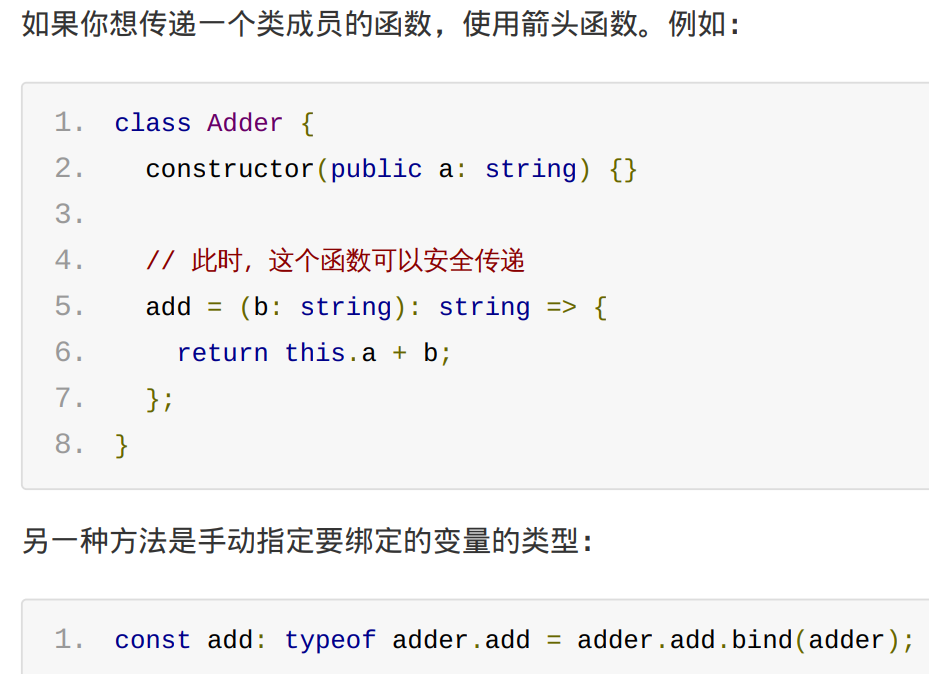 如果你想传递一个类成员的函数，使用箭头函数。例如：
1. class Adder {
2.   constructor(public a: string) {}
3.
4.   // 此时，这个函数可以安全传递
5.   add = (b: string): string => {
6.     return this.a + b;
7.   };
8. }
另一种方法是手动指定要绑定的变量的类型：
1. const add: typeof adder.add = adder.add.bind(adder);